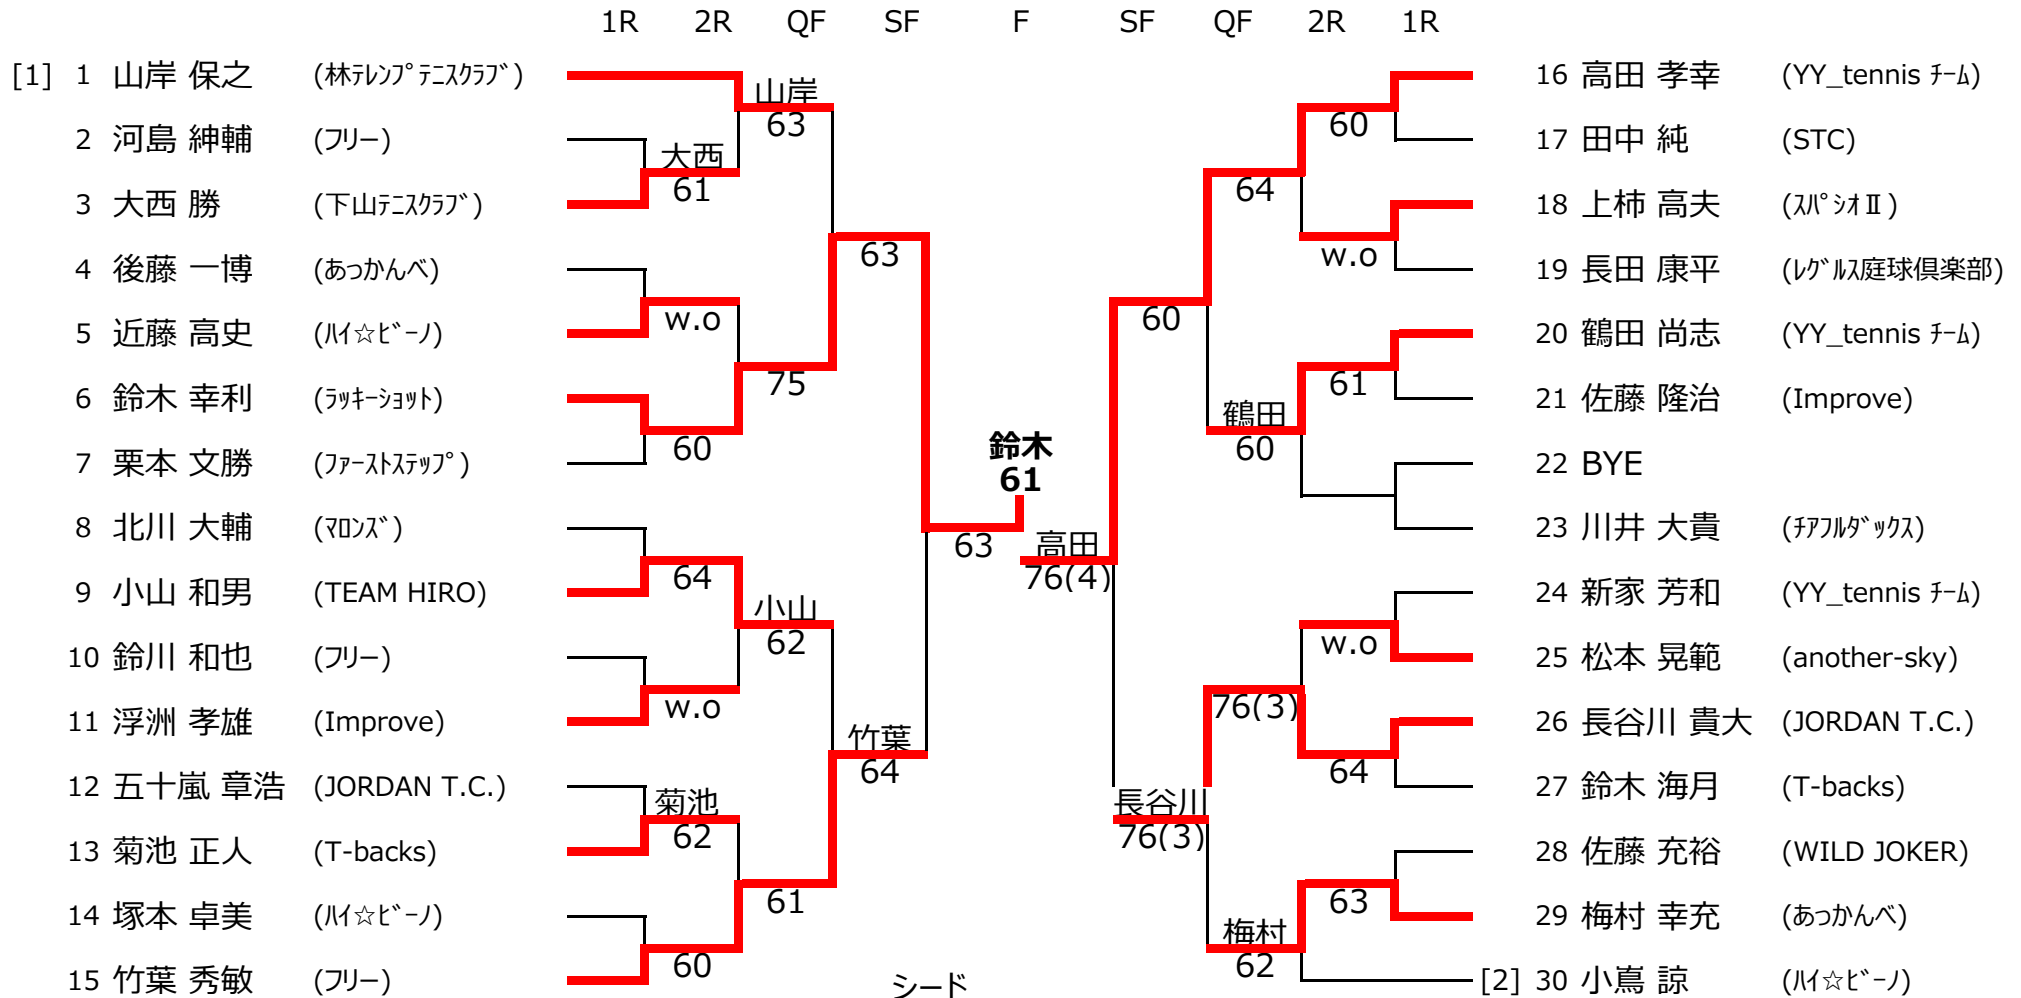 1R 2R QF SF F SF QF 2R 1R
[1] 1 山岸 保之 (林ﾃﾚﾝﾌﾟﾃﾆｽｸﾗﾌﾞ) 16 高田 孝幸 (YY_tennis ﾁｰﾑ)
山岸
63 60
2 河島 紳輔 (フリー) 17 田中 純 (STC)
大西
61 64
3 大西 勝 (下山ﾃﾆｽｸﾗﾌﾞ) 18 上柿 高夫 (ｽﾊﾟｼｵⅡ)
63 w.o
4 後藤 一博 (あっかんべ) 19 長田 康平 (ﾚｸﾞﾙｽ庭球倶楽部)
w.o 60
5 近藤 高史 (ﾊｲ☆ﾋﾞｰﾉ) 20 鶴田 尚志 (YY_tennis ﾁｰﾑ)
75 61
6 鈴木 幸利 (ﾗｯｷｰｼｮｯﾄ) 21 佐藤 隆治 (Improve)
鶴田
60 鈴木 60
7 栗本 文勝 (ﾌｧｰｽﾄｽﾃｯﾌﾟ) 22 BYE
61
8 北川 大輔 (ﾏﾛﾝｽﾞ) 23 川井 大貴 (ﾁｱﾌﾙﾀﾞｯｸｽ)
63 高田
64 76(4)
9 小山 和男 (TEAM HIRO) 24 新家 芳和 (YY_tennis ﾁｰﾑ)
小山
62 w.o
10 鈴川 和也 (フリー) 25 松本 晃範 (another-sky)
w.o 76(3)
11 浮洲 孝雄 (Improve) 26 長谷川 貴大 (JORDAN T.C.)
竹葉
64 64
12 五十嵐 章浩 (JORDAN T.C.) 27 鈴木 海月 (T-backs)
菊池 長谷川
62 76(3)
13 菊池 正人 (T-backs) 28 佐藤 充裕 (WILD JOKER)
61 63
14 塚本 卓美 (ﾊｲ☆ﾋﾞｰﾉ) 29 梅村 幸充 (あっかんべ)
梅村
60 62
15 竹葉 秀敏 (フリー) シード [2] 30 小嶌 諒 (ﾊｲ☆ﾋﾞｰﾉ)